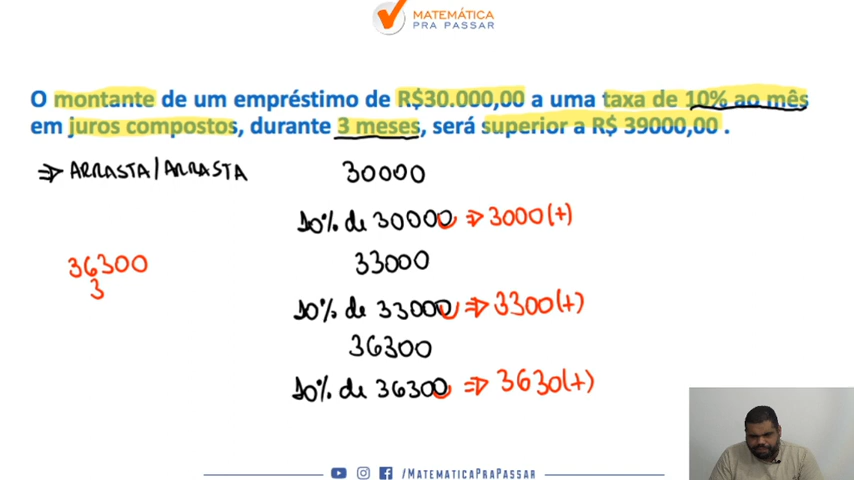 MATEMÁTICA
PRA PASSAR
O montante de um empréstimo de R$30.000,00 a uma taxa de 10% ao mês
em juros compostos, durante 3 meses, será superior a R$ 39000,00 .
⇒ ARRASTA/ARRASTA
30000
10% de 30000 ⇒ 3000(+)
33000
36300
3
10% de 33000 ⇒ 3300(+)
36300
10% de 36300 ⇒ 3630(+)
/MATEMATICAPRAPASSAR